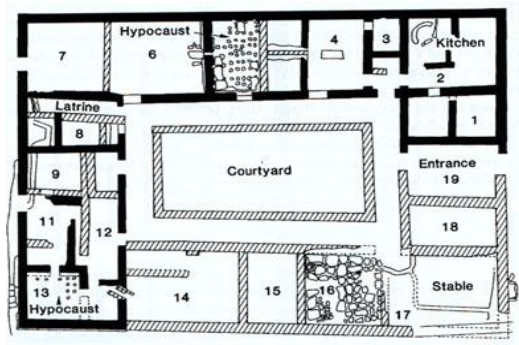 Hypocaust
Kitchen
7
6
4
3
2
Latrine
8
1
9
Courtyard
Entrance
19
11
12
18
13
Hypocaust
14
15
16
17
Stable